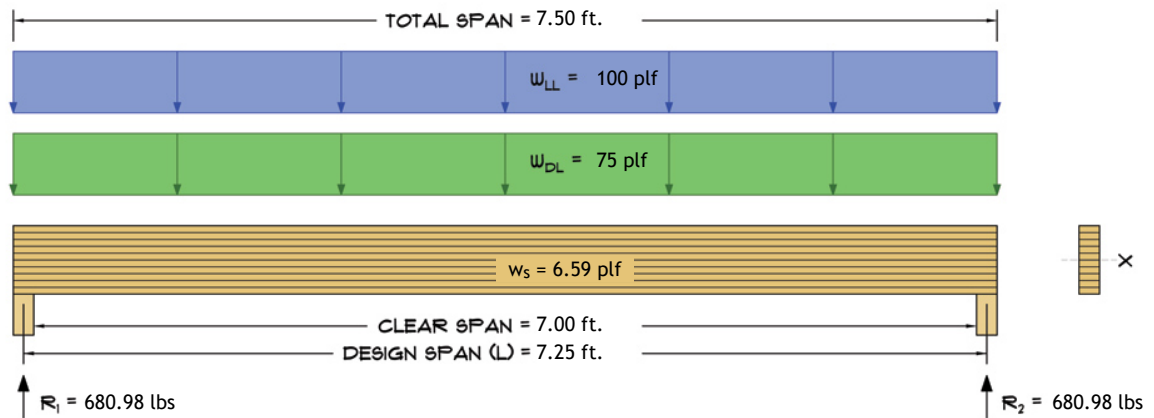 TOTAL SPAN = 7.50 ft.
wLL = 100 plf
wDL = 75 plf
ws = 6.59 plf
X
CLEAR SPAN = 7.00 ft.
DESIGN SPAN (L) = 7.25 ft.
R1 = 680.98 lbs
R2 = 680.98 lbs